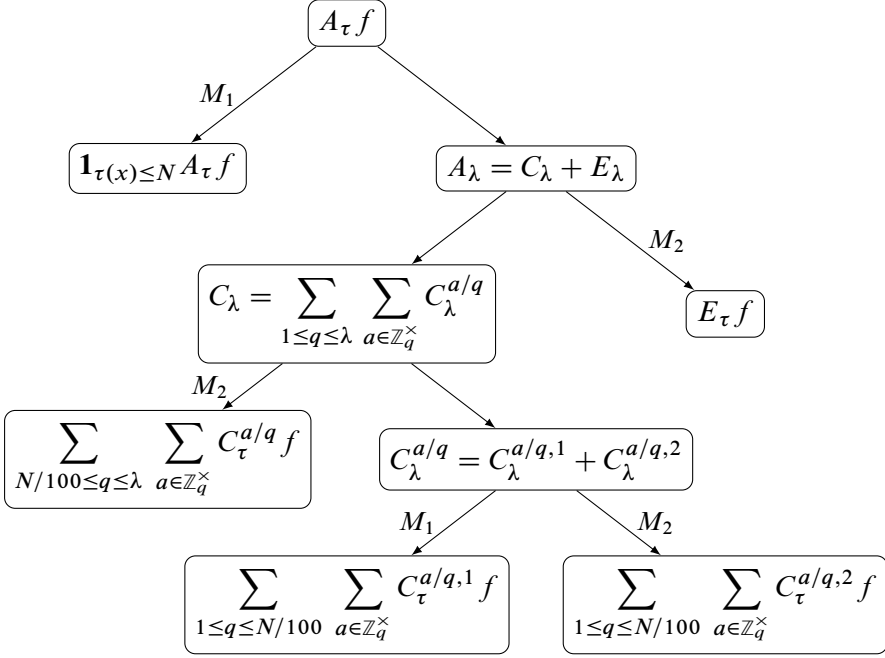 A_τ f
M_1
1_{τ(x)≤N} A_τ f
A_λ = C_λ + E_λ
M_2
C_λ = ∑_{1≤q≤λ} ∑_{a∈ℤ_q^×} C_λ^{a/q}
E_τ f
M_2
∑_{N/100≤q≤λ} ∑_{a∈ℤ_q^×} C_τ^{a/q} f
C_λ^{a/q} = C_λ^{a/q,1} + C_λ^{a/q,2}
M_1
M_2
∑_{1≤q≤N/100} ∑_{a∈ℤ_q^×} C_τ^{a/q,1} f
∑_{1≤q≤N/100} ∑_{a∈ℤ_q^×} C_τ^{a/q,2} f